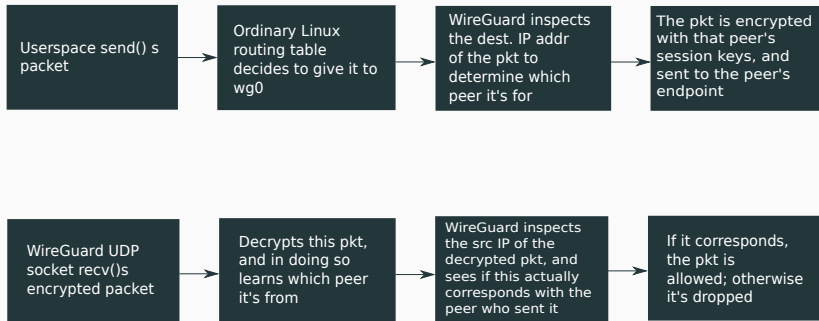 Userspace send() s
packet
Ordinary Linux
routing table
decides to give it to
wg0
WireGuard inspects
the dest. IP addr
of the pkt to
determine which
peer it's for
The pkt is encrypted
with that peer's
session keys, and
sent to the peer's
endpoint
WireGuard UDP
socket recv()s
encrypted packet
Decrypts this pkt,
and in doing so
learns which peer
it's from
WireGuard inspects
the src IP of the
decrypted pkt, and
sees if this actually
corresponds with the
peer who sent it
If it corresponds,
the pkt is
allowed; otherwise
it's dropped